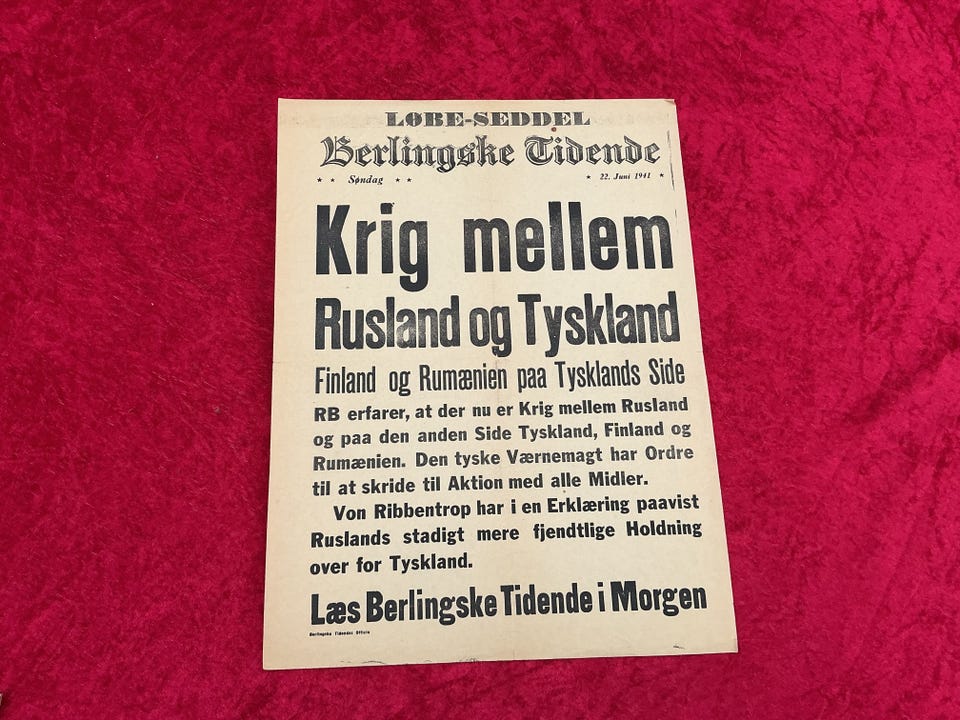 LØBE-SEDDEL
Berlingske Tidende
* * Søndag * * * 22. Juni 1941 *
Krig mellem
Rusland og Tyskland
Finland og Rumænien paa Tysklands Side
RB erfarer, at der nu er Krig mellem Rusland
og paa den anden Side Tyskland, Finland og
Rumænien. Den tyske Værnemagt har Ordre
til at skride til Aktion med alle Midler.
Von Ribbentrop har i en Erklæring paavist
Ruslands stadigt mere fjendtlige Holdning
over for Tyskland.
Læs Berlingske Tidende i Morgen
Berlingske Tidendes Officin